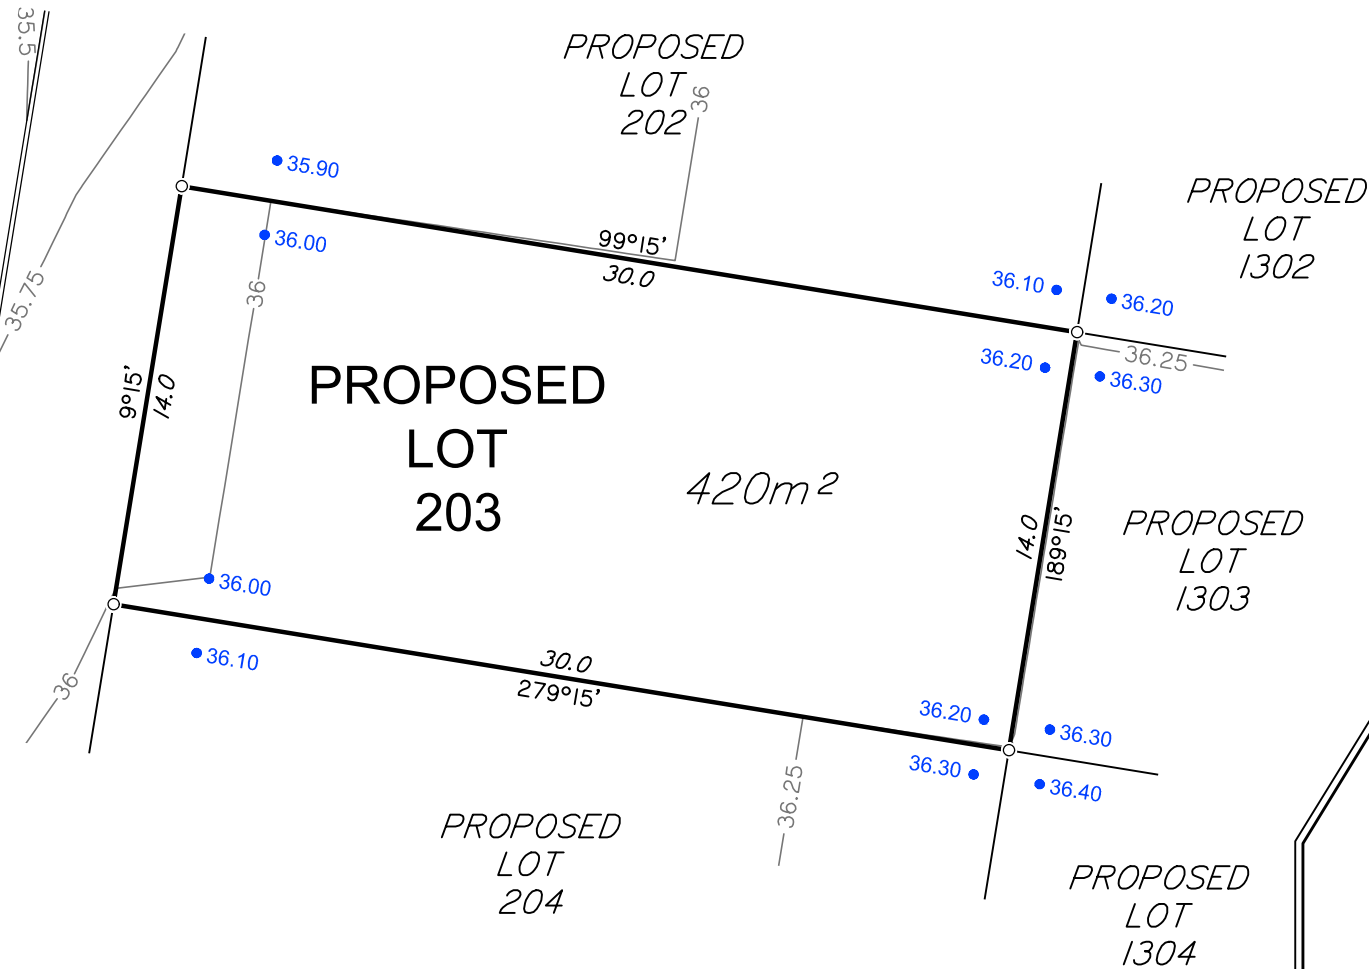 35.5
PROPOSED
LOT
202
36
35.90
PROPOSED
LOT
1302
36.00
99°15'
30.0
36.10
36.20
35.75
36
36.20
36.25
36.30
9°15'
14.0
PROPOSED
LOT
203
420m²
14.0
189°15'
PROPOSED
LOT
1303
36.00
36.10
36
30.0
279°15'
36.20
36.30
36.30
36.40
36.25
PROPOSED
LOT
204
PROPOSED
LOT
1304